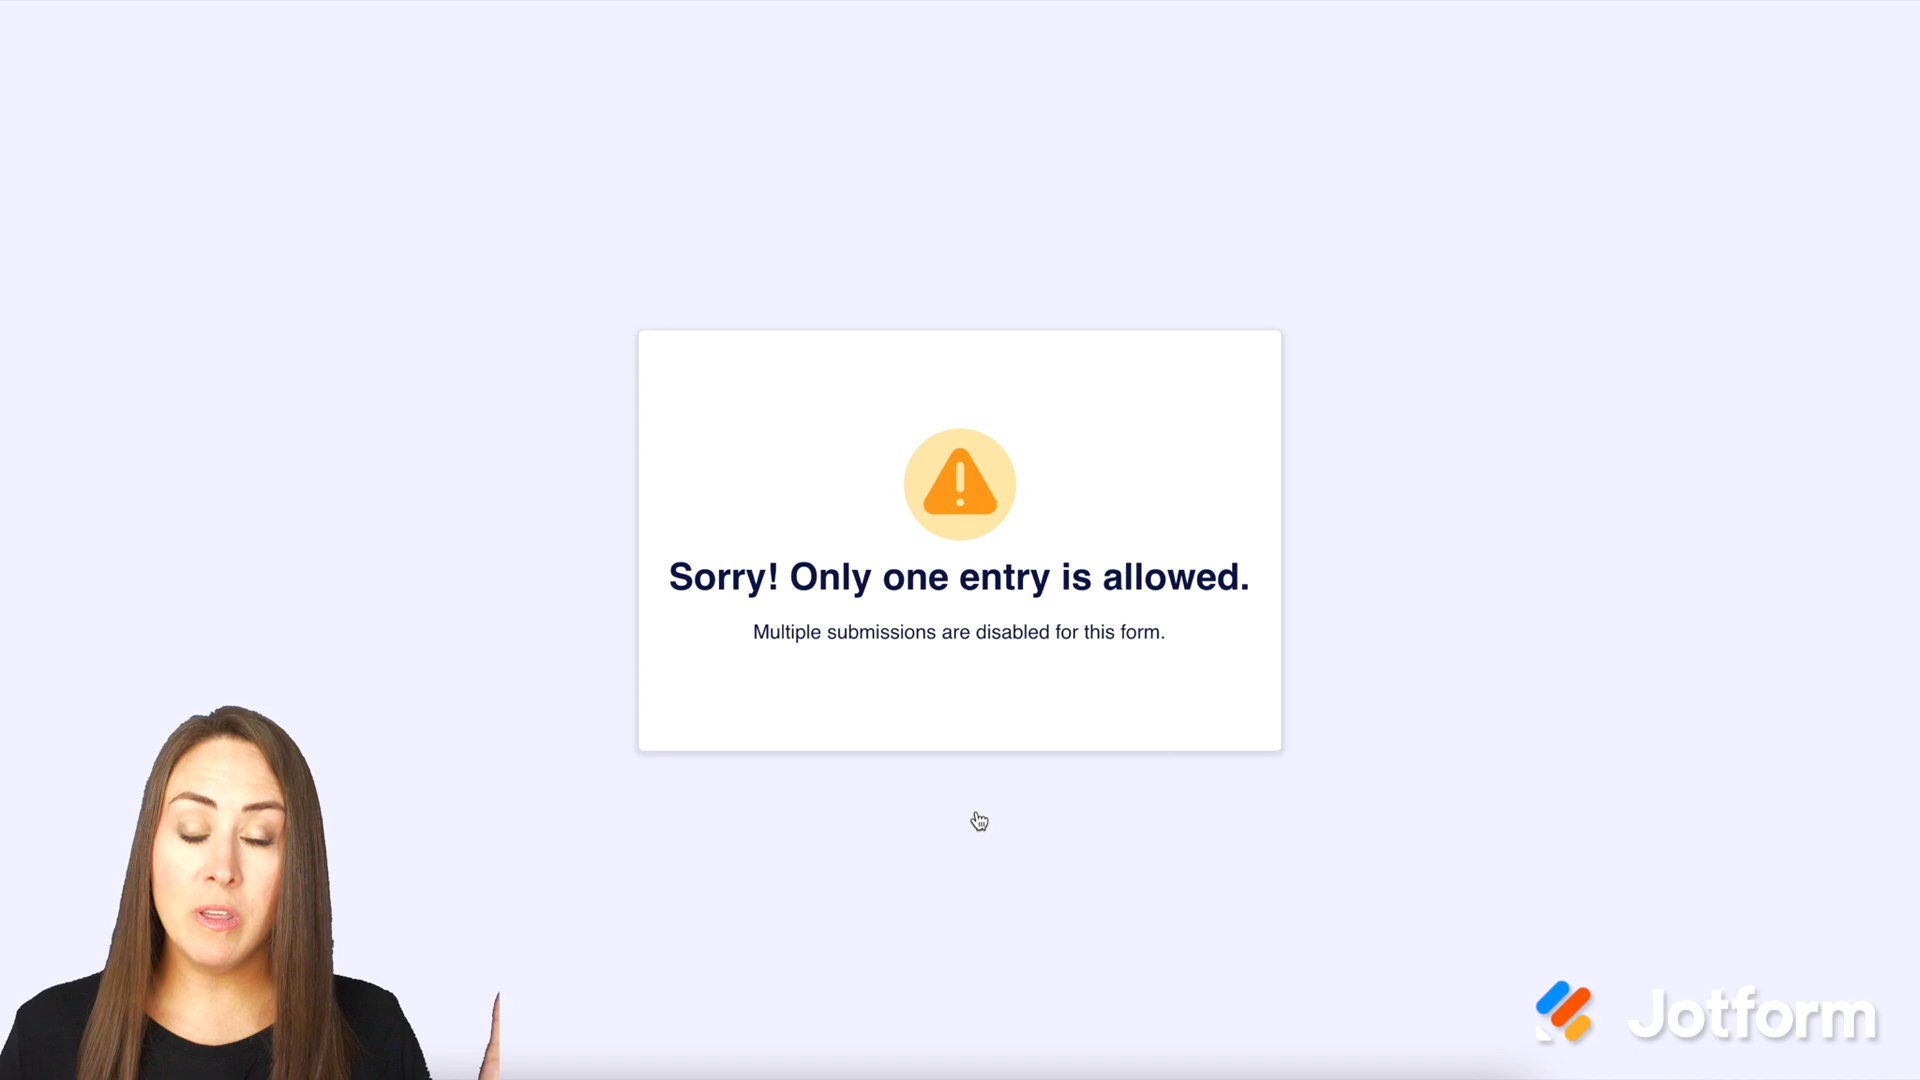 Sorry! Only one entry is allowed.
Multiple submissions are disabled for this form.
Jotform